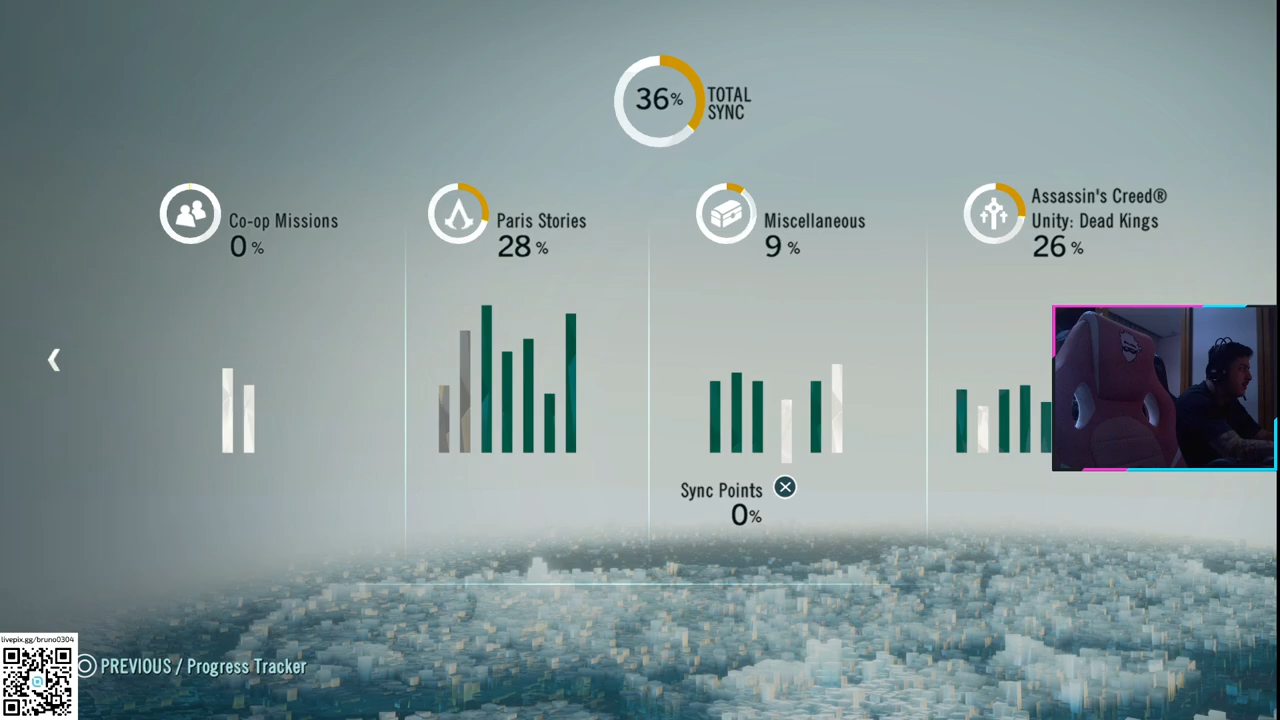 36%
TOTAL
SYNC
Co-op Missions
0 %
Paris Stories
28 %
Miscellaneous
9 %
Assassin's Creed®
Unity: Dead Kings
26 %
Sync Points
0%
livepix.gg/bruno0304
PREVIOUS / Progress Tracker